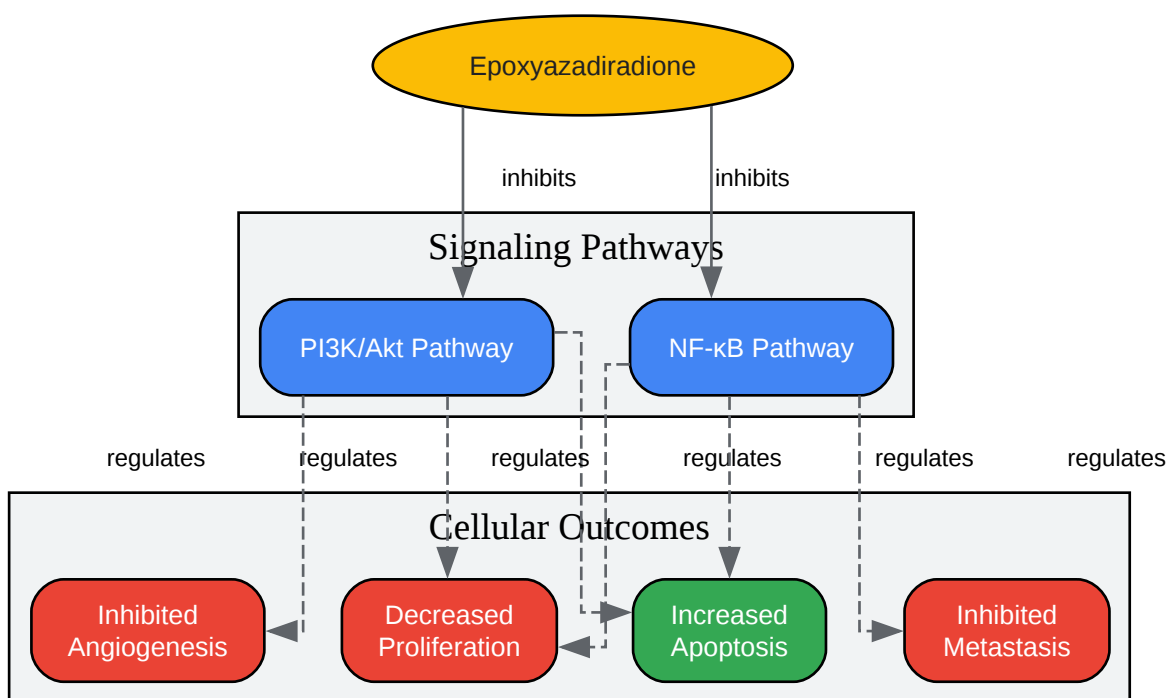 Epoxyazadiradione
inhibits
inhibits
Signaling Pathways
PI3K/Akt Pathway
NF-κB Pathway
regulates
regulates
regulates
regulates
regulates
regulates
Cellular Outcomes
Inhibited
Angiogenesis
Decreased
Proliferation
Increased
Apoptosis
Inhibited
Metastasis